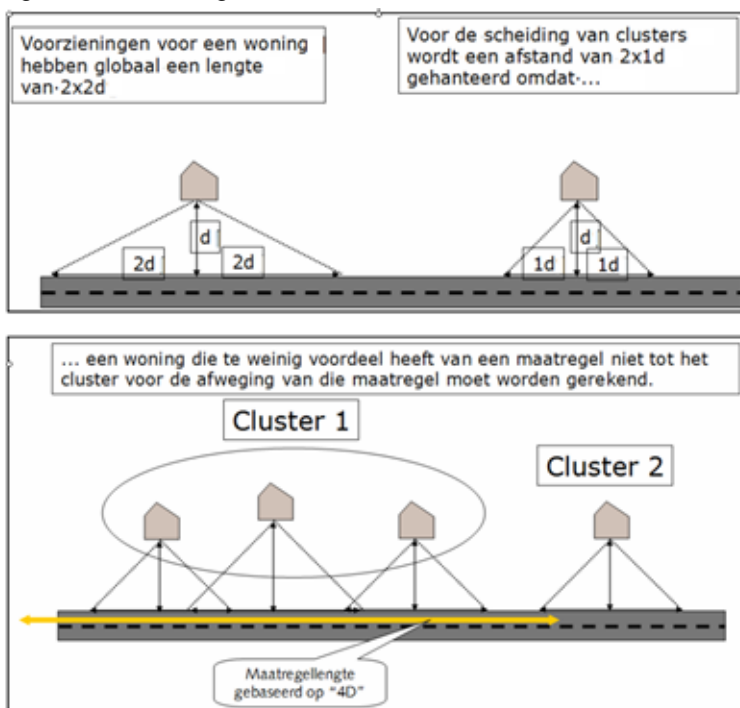 Voorzieningen voor een woning
hebben globaal een lengte
van·2x2d
Voor de scheiding van clusters
wordt een afstand van 2x1d
gehanteerd omdat·...
d
2d
2d
d
1d
1d
... een woning die te weinig voordeel heeft van een maatregel niet tot het
cluster voor de afweging van die maatregel moet worden gerekend.
Cluster 1
Cluster 2
Maatregellengte
gebaseerd op "4D"